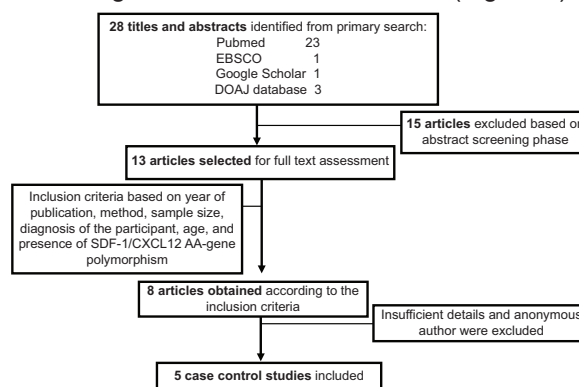 28 titles and abstracts identified from primary search:
Pubmed 23
EBSCO 1
Google Scholar 1
DOAJ database 3
15 articles excluded based on
abstract screening phase
13 articles selected for full text assessment
Inclusion criteria based on year of
publication, method, sample size,
diagnosis of the participant, age, and
presence of SDF-1/CXCL12 AA-gene
polymorphism
8 articles obtained according to the
inclusion criteria
Insufficient details and anonymous
author were excluded
5 case control studies included